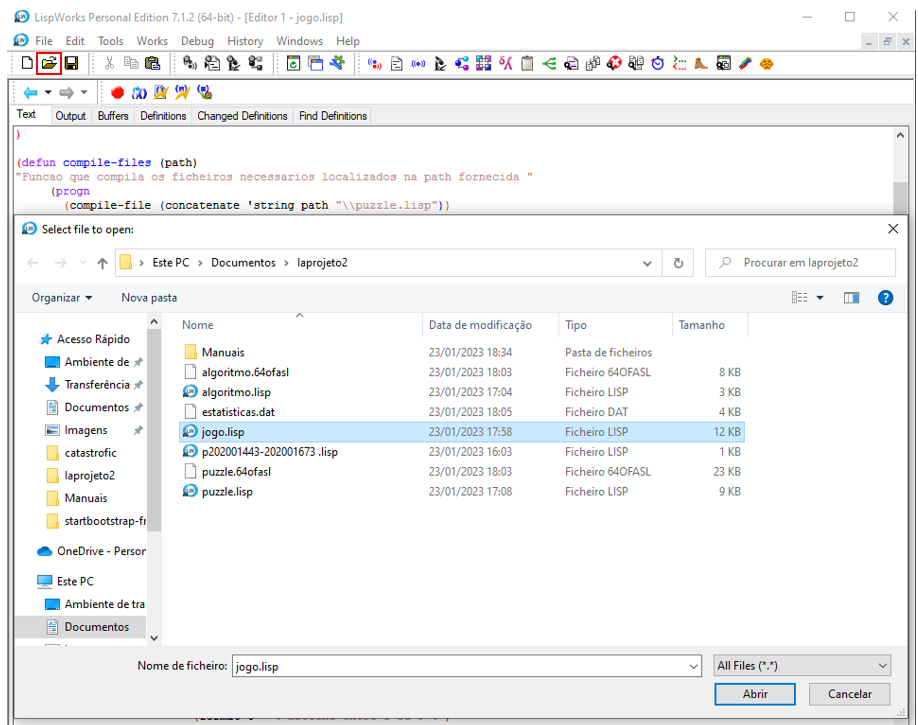 LispWorks Personal Edition 7.1.2 (64-bit) - [Editor 1 - jogo.lisp]
File Edit Tools Works Debug History Windows Help
Text Output Buffers Definitions Changed Definitions Find Definitions
)
(defun compile-files (path)
"Funcao que compila os ficheiros necessarios localizados na path fornecida "
(progn
(compile-file (concatenate 'string path "\\puzzle.lisp"))
Select file to open:
Este PC > Documentos > laprojeto2
Procurar em laprojeto2
Organizar Nova pasta
Nome Data de modificação Tipo Tamanho
Acesso Rápido
Ambiente de
Transferência
Documentos
Imagens
catastrofic
laprojeto2
Manuais
startbootstrap-fr
OneDrive - Person
Este PC
Ambiente de tra
Documentos
Manuais 23/01/2023 18:34 Pasta de ficheiros
algoritmo.64ofasl 23/01/2023 18:03 Ficheiro 64OFASL 8 KB
algoritmo.lisp 23/01/2023 17:04 Ficheiro LISP 3 KB
estatisticas.dat 23/01/2023 18:05 Ficheiro DAT 4 KB
jogo.lisp 23/01/2023 17:58 Ficheiro LISP 12 KB
p202001443-202001673 .lisp 23/01/2023 16:03 Ficheiro LISP 1 KB
puzzle.64ofasl 23/01/2023 18:03 Ficheiro 64OFASL 23 KB
puzzle.lisp 23/01/2023 17:08 Ficheiro LISP 9 KB
Nome de ficheiro: jogo.lisp All Files (*.*)
Abrir Cancelar